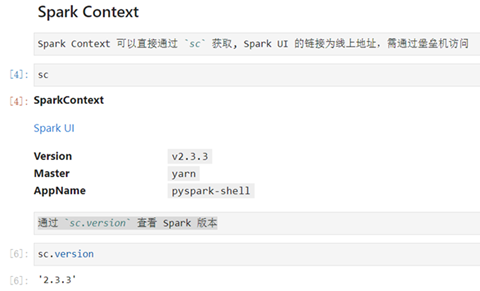 Spark Context
Spark Context 可以直接通过 `sc` 获取, Spark UI 的链接为线上地址，需通过堡垒机访问
[4]: sc
[4]: SparkContext
Spark UI
Version v2.3.3
Master yarn
AppName pyspark-shell
通过 `sc.version` 查看 Spark 版本
[6]: sc.version
[6]: '2.3.3'